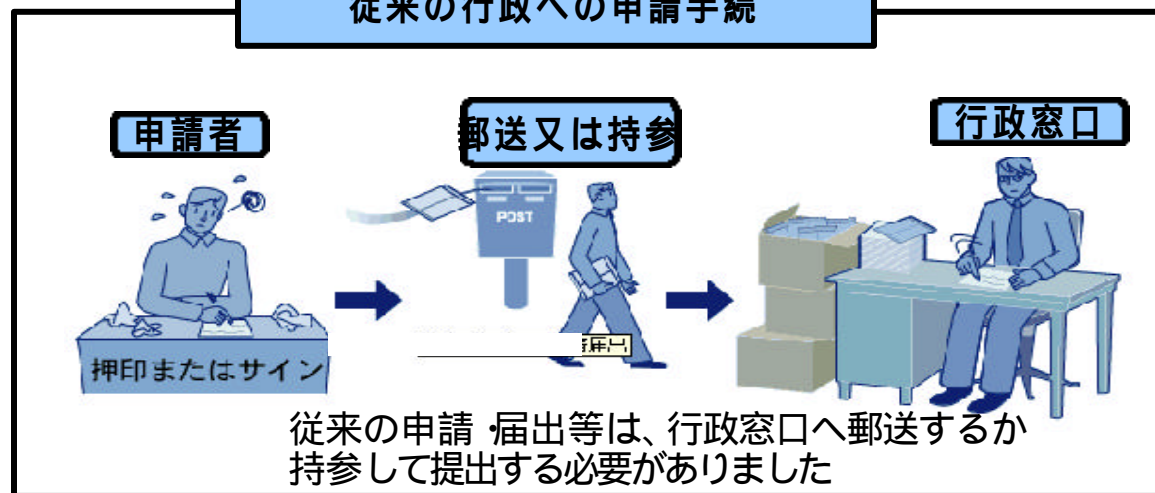 従来の行政への申請手続
申請者
郵送又は持参
行政窓口
POST
届出
押印またはサイン
従来の申請・届出等は、行政窓口へ郵送するか
持参して提出する必要がありました